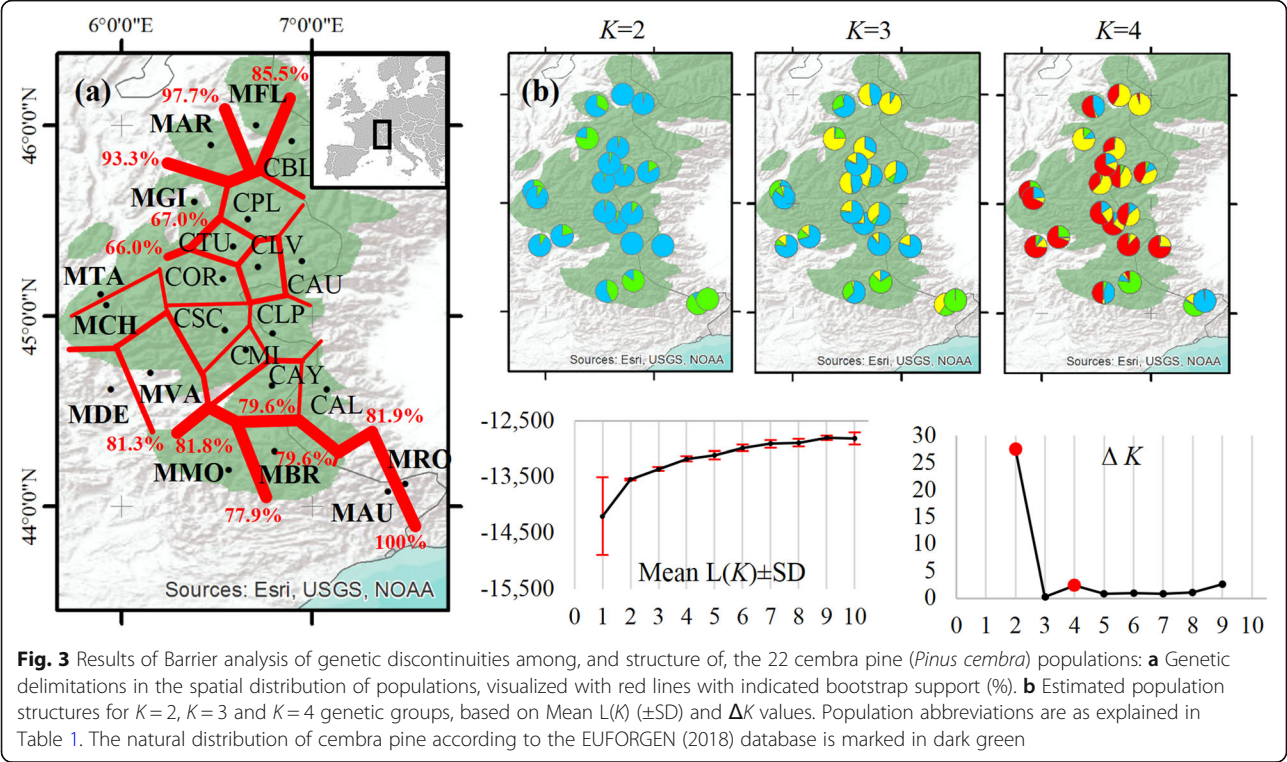 6°0'0"E 7°0'0"E
K=2 K=3 K=4
(a)
(b)
46°0'0"N
45°0'0"N
44°0'0"N
97.7%
85.5%
MFL
MAR
93.3%
CBL
MGI
CPL
67.0%
CTU
66.0%
CLV
MTA
COR
CAU
MCH
CSC
CLP
CMI
CAY
MVA
79.6%
CAL
MDE
81.9%
81.3%
81.8%
79.6%
MRO
MMO
MBR
77.9%
MAU
100%
Sources: Esri, USGS, NOAA
Sources: Esri, USGS, NOAA
Sources: Esri, USGS, NOAA
Sources: Esri, USGS, NOAA
-12,500
-13,500
-14,500
-15,500
Mean L(K)±SD
0 1 2 3 4 5 6 7 8 9 10
30
25
20
15
10
5
0
Δ K
0 1 2 3 4 5 6 7 8 9 10
Fig. 3 Results of Barrier analysis of genetic discontinuities among, and structure of, the 22 cembra pine (Pinus cembra) populations: a Genetic
delimitations in the spatial distribution of populations, visualized with red lines with indicated bootstrap support (%). b Estimated population
structures for K = 2, K = 3 and K = 4 genetic groups, based on Mean L(K) (±SD) and ΔK values. Population abbreviations are as explained in
Table 1. The natural distribution of cembra pine according to the EUFORGEN (2018) database is marked in dark green